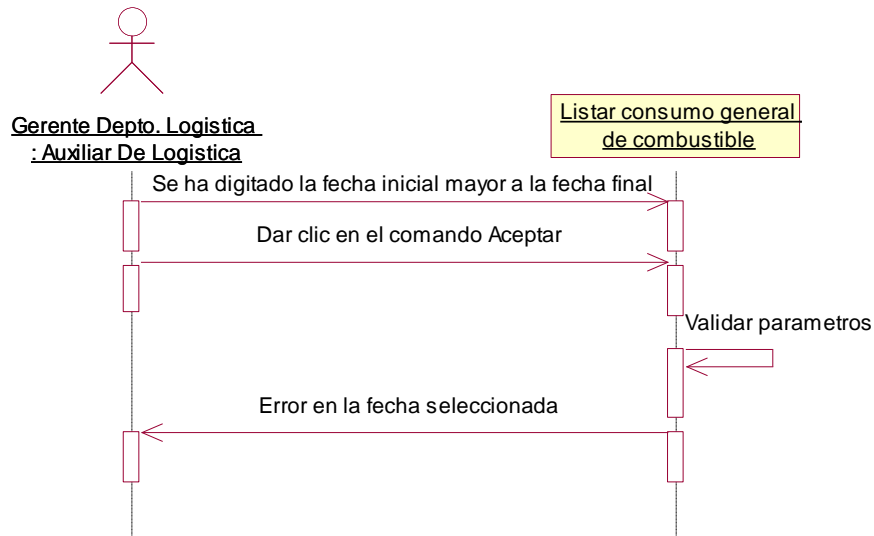 Gerente Depto. Logistica
: Auxiliar De Logistica
Listar consumo general
de combustible
Se ha digitado la fecha inicial mayor a la fecha final
Dar clic en el comando Aceptar
Validar parametros
Error en la fecha seleccionada